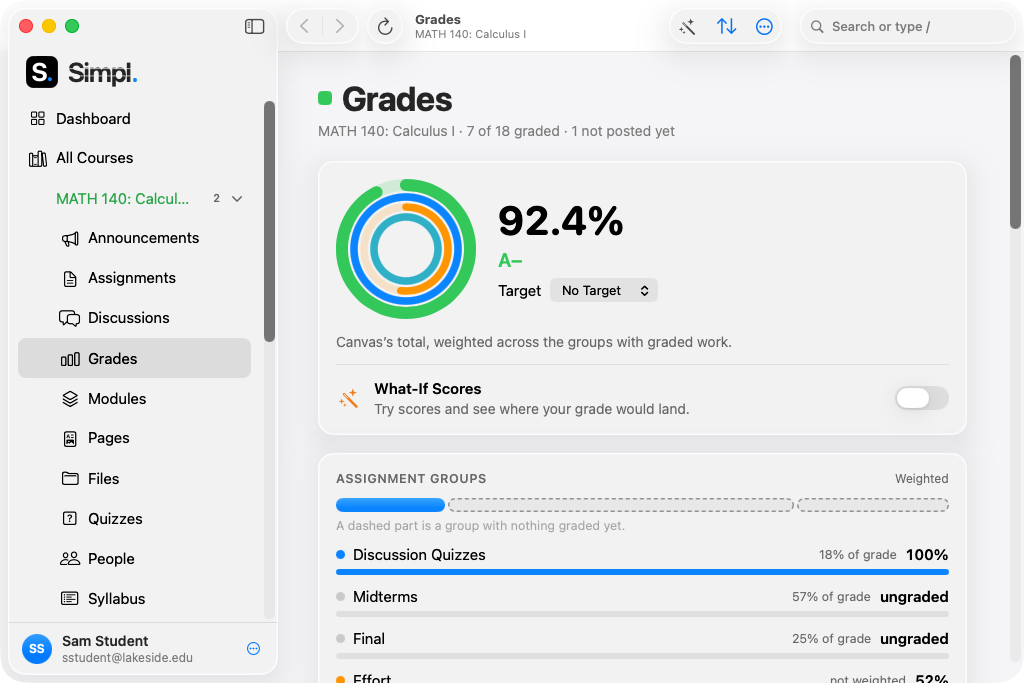 Grades
MATH 140: Calculus I
Search or type /
S.
Simpl.
Dashboard
All Courses
MATH 140: Calcul... 2
Announcements
Assignments
Discussions
Grades
Modules
Pages
Files
Quizzes
People
Syllabus
SS
Sam Student
sstudent@lakeside.edu
Grades
MATH 140: Calculus I · 7 of 18 graded · 1 not posted yet
92.4%
A−
Target No Target
Canvas’s total, weighted across the groups with graded work.
What-If Scores
Try scores and see where your grade would land.
ASSIGNMENT GROUPS Weighted
A dashed part is a group with nothing graded yet.
Discussion Quizzes 18% of grade 100%
Midterms 57% of grade ungraded
Final 25% of grade ungraded
Effort not weighted 52%